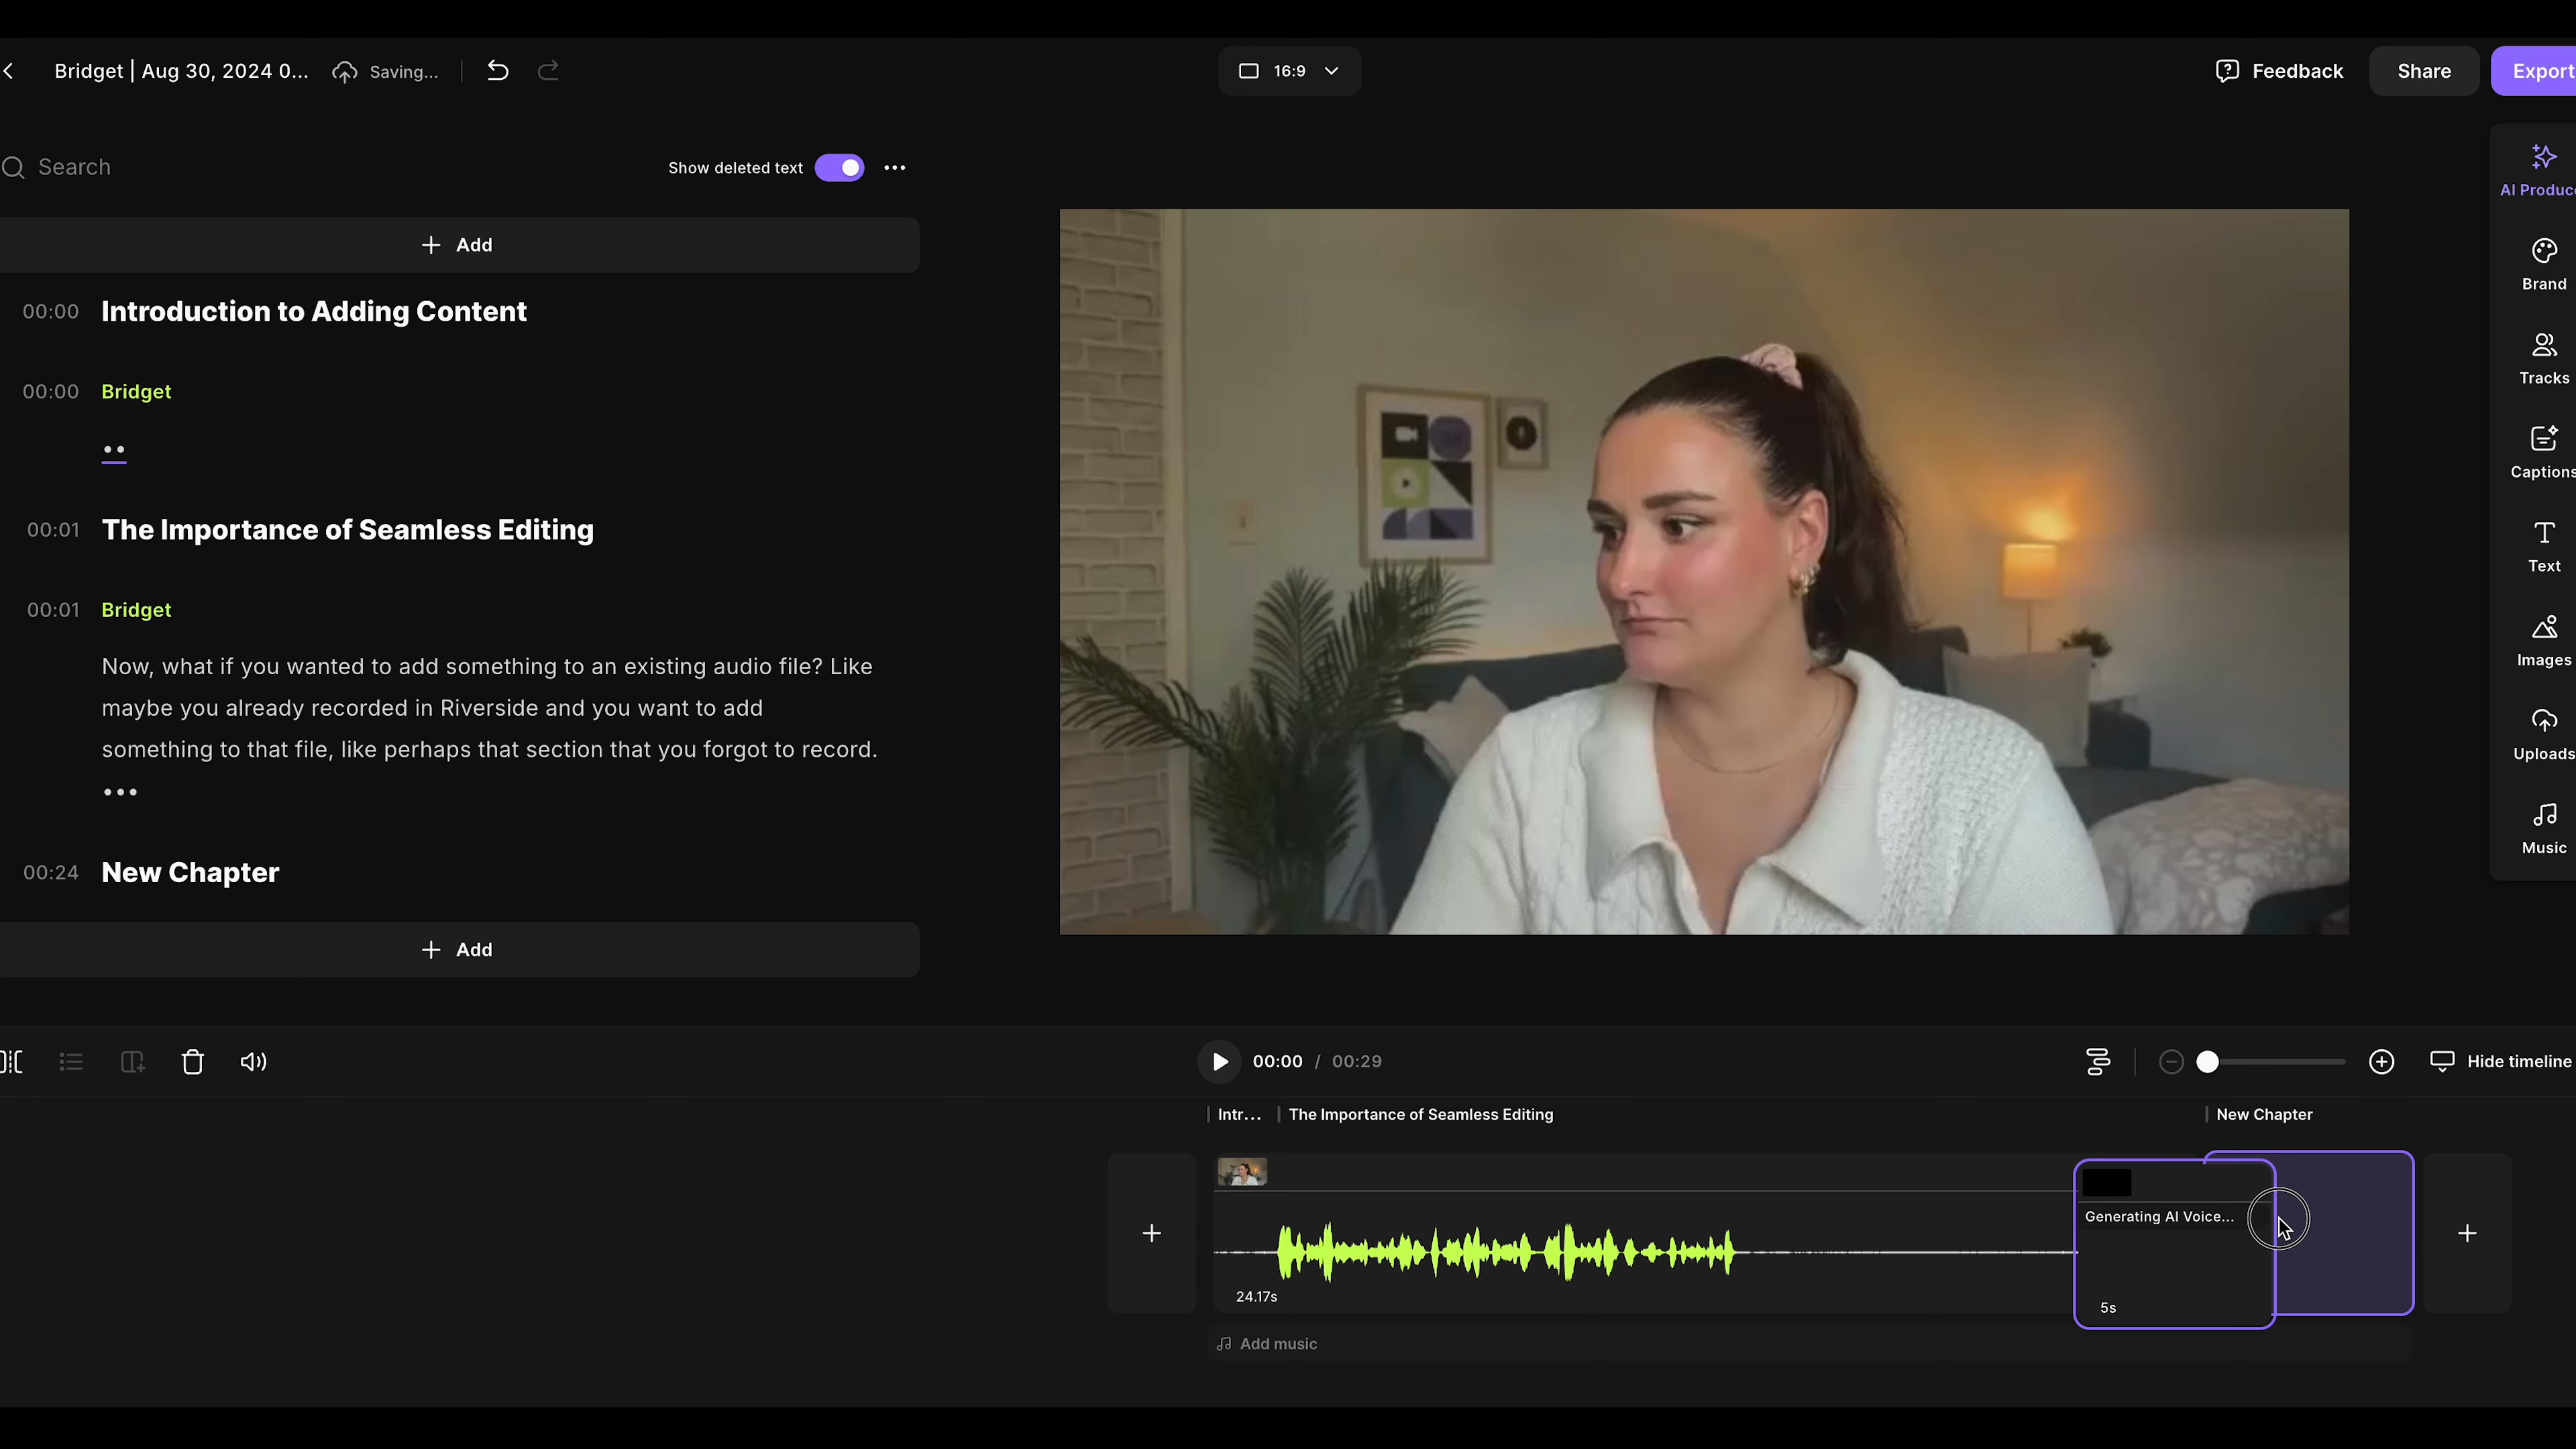 Bridget | Aug 30, 2024 0...
Saving...
16:9
Feedback
Share
Export
Search
Show deleted text
Add
00:00 Introduction to Adding Content
00:00 Bridget
00:01 The Importance of Seamless Editing
00:01 Bridget
Now, what if you wanted to add something to an existing audio file? Like
maybe you already recorded in Riverside and you want to add
something to that file, like perhaps that section that you forgot to record.
00:24 New Chapter
Add
AI Produc
Brand
Tracks
Captions
Text
Images
Uploads
Music
00:00 / 00:29
Hide timeline
Intr...
The Importance of Seamless Editing
New Chapter
Generating AI Voice...
24.17s
5s
Add music